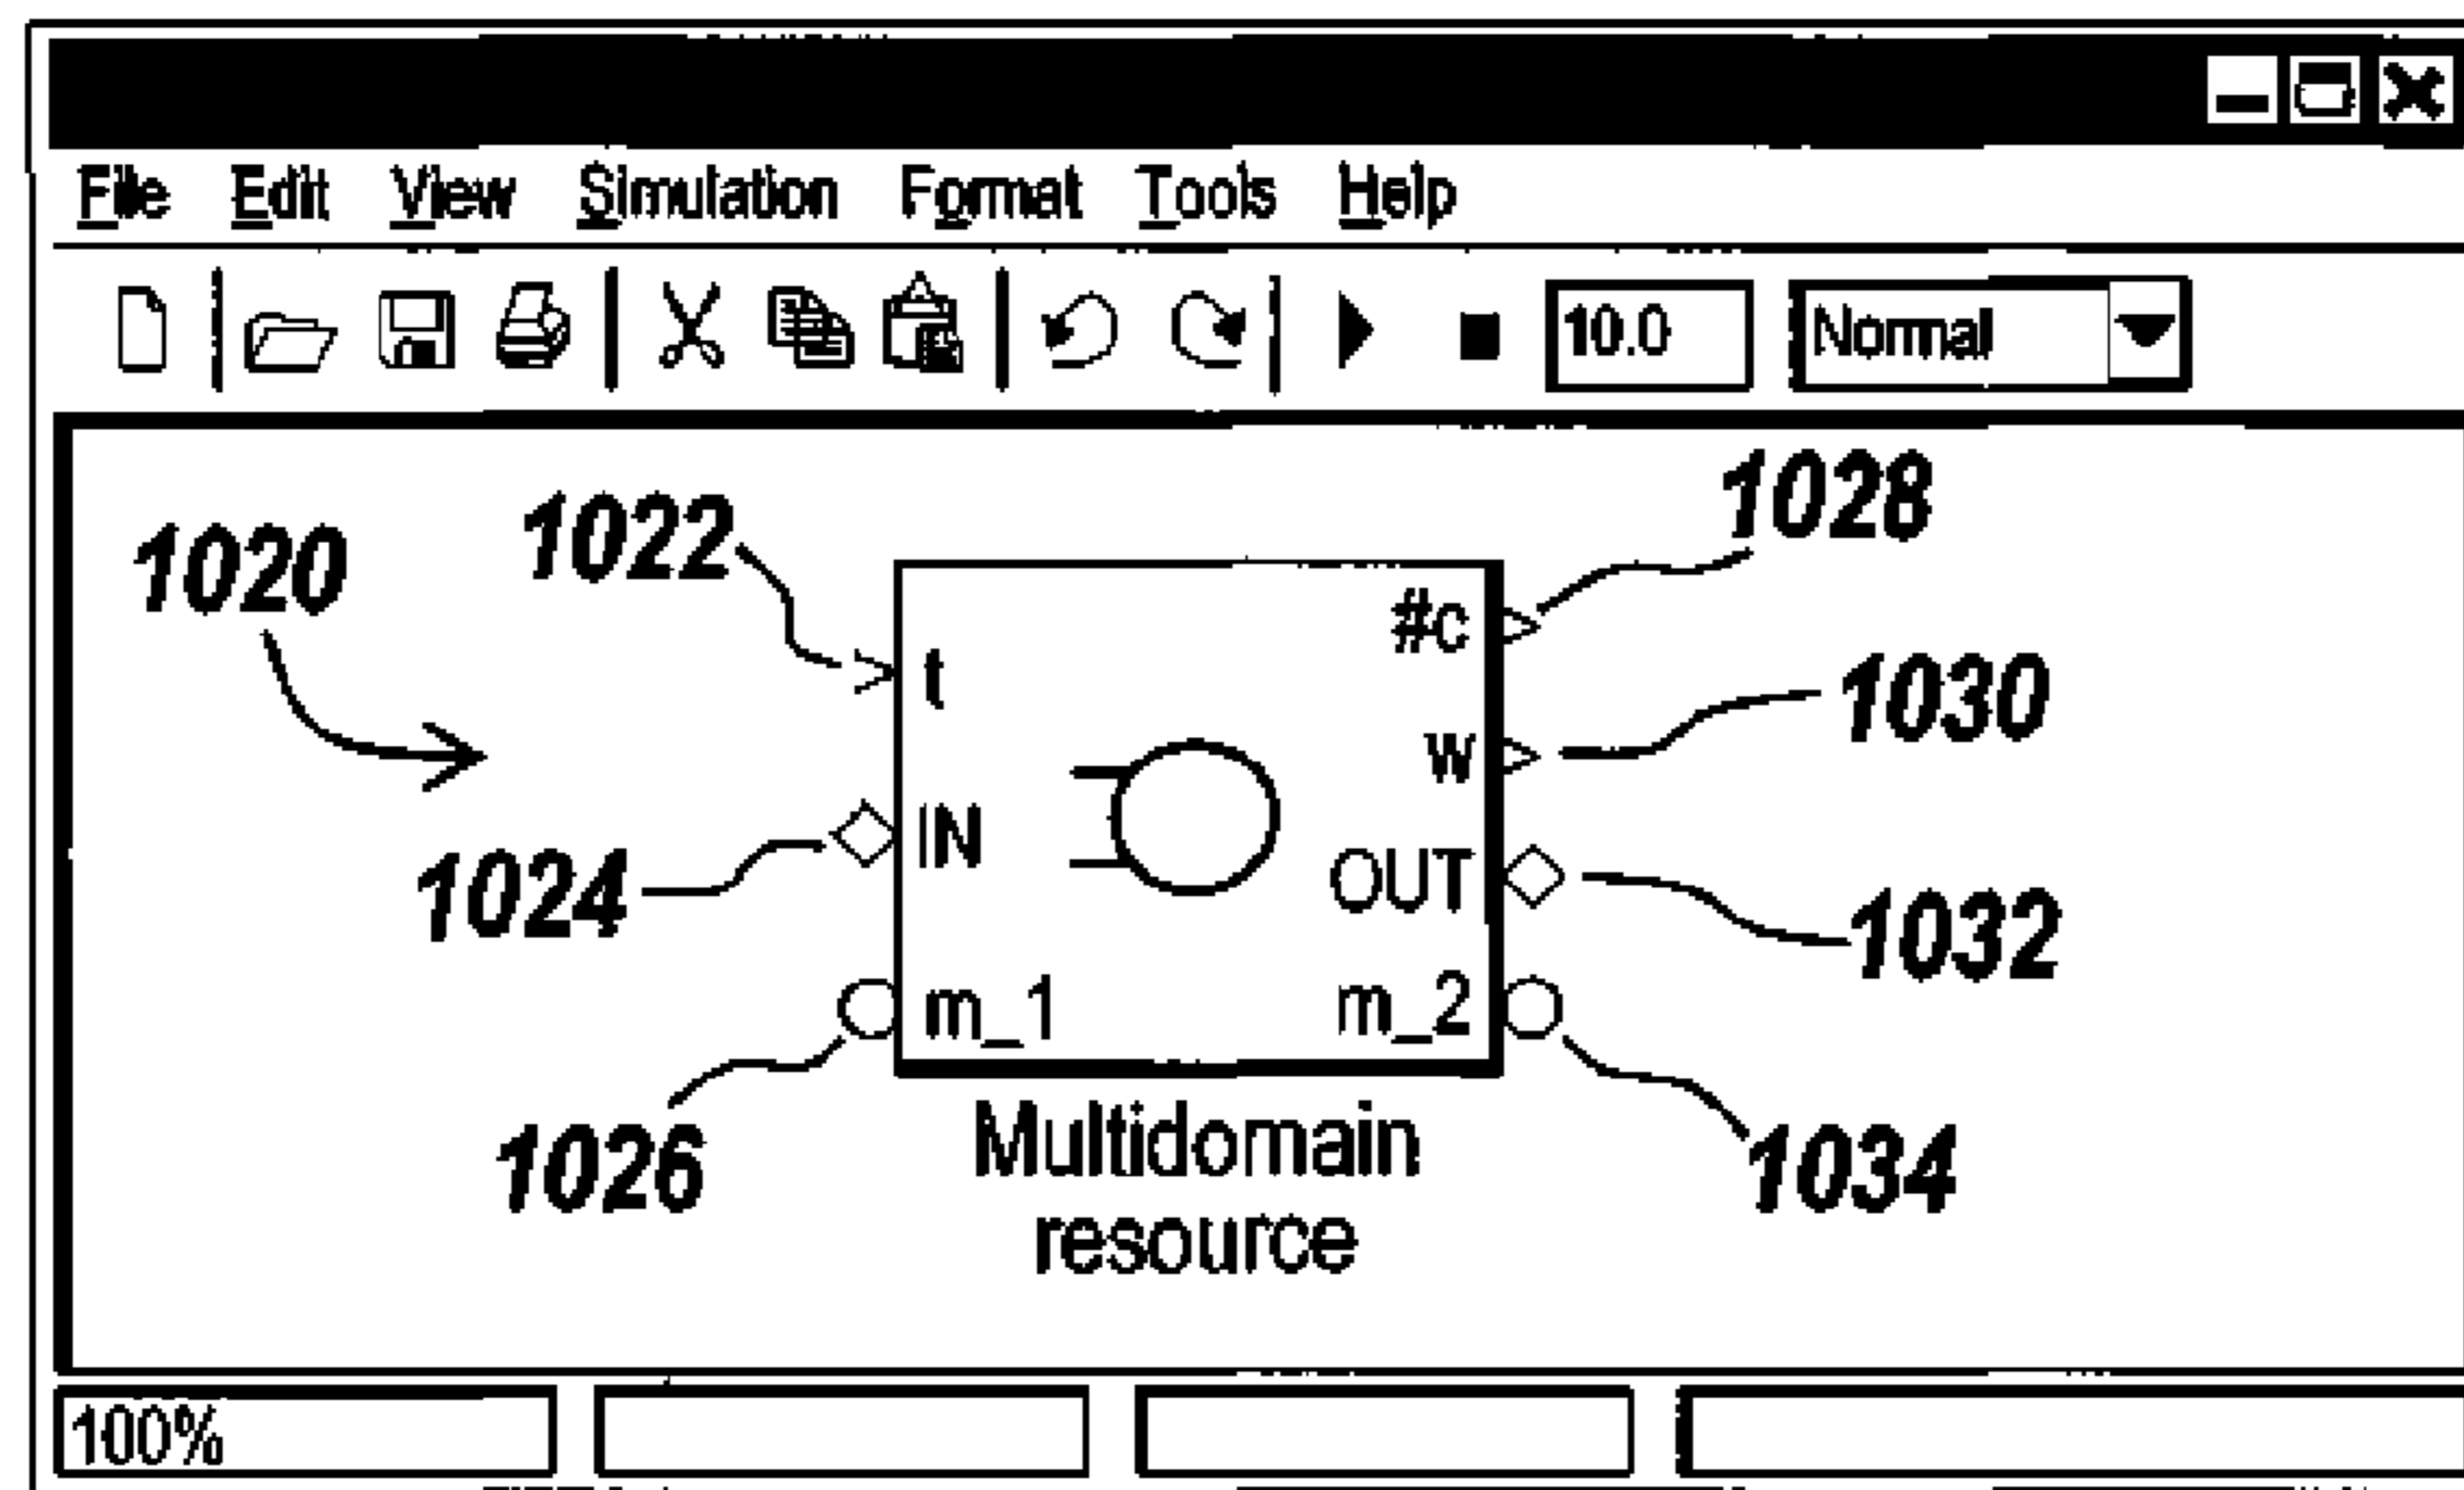 File Edit View Simulation Format Tools Help
10.0 Normal
1028
1022
1020
#c
t
1030
w
IN
OUT
1024
1032
m_1 m_2
Multidomain
1026
1034
resource
100%